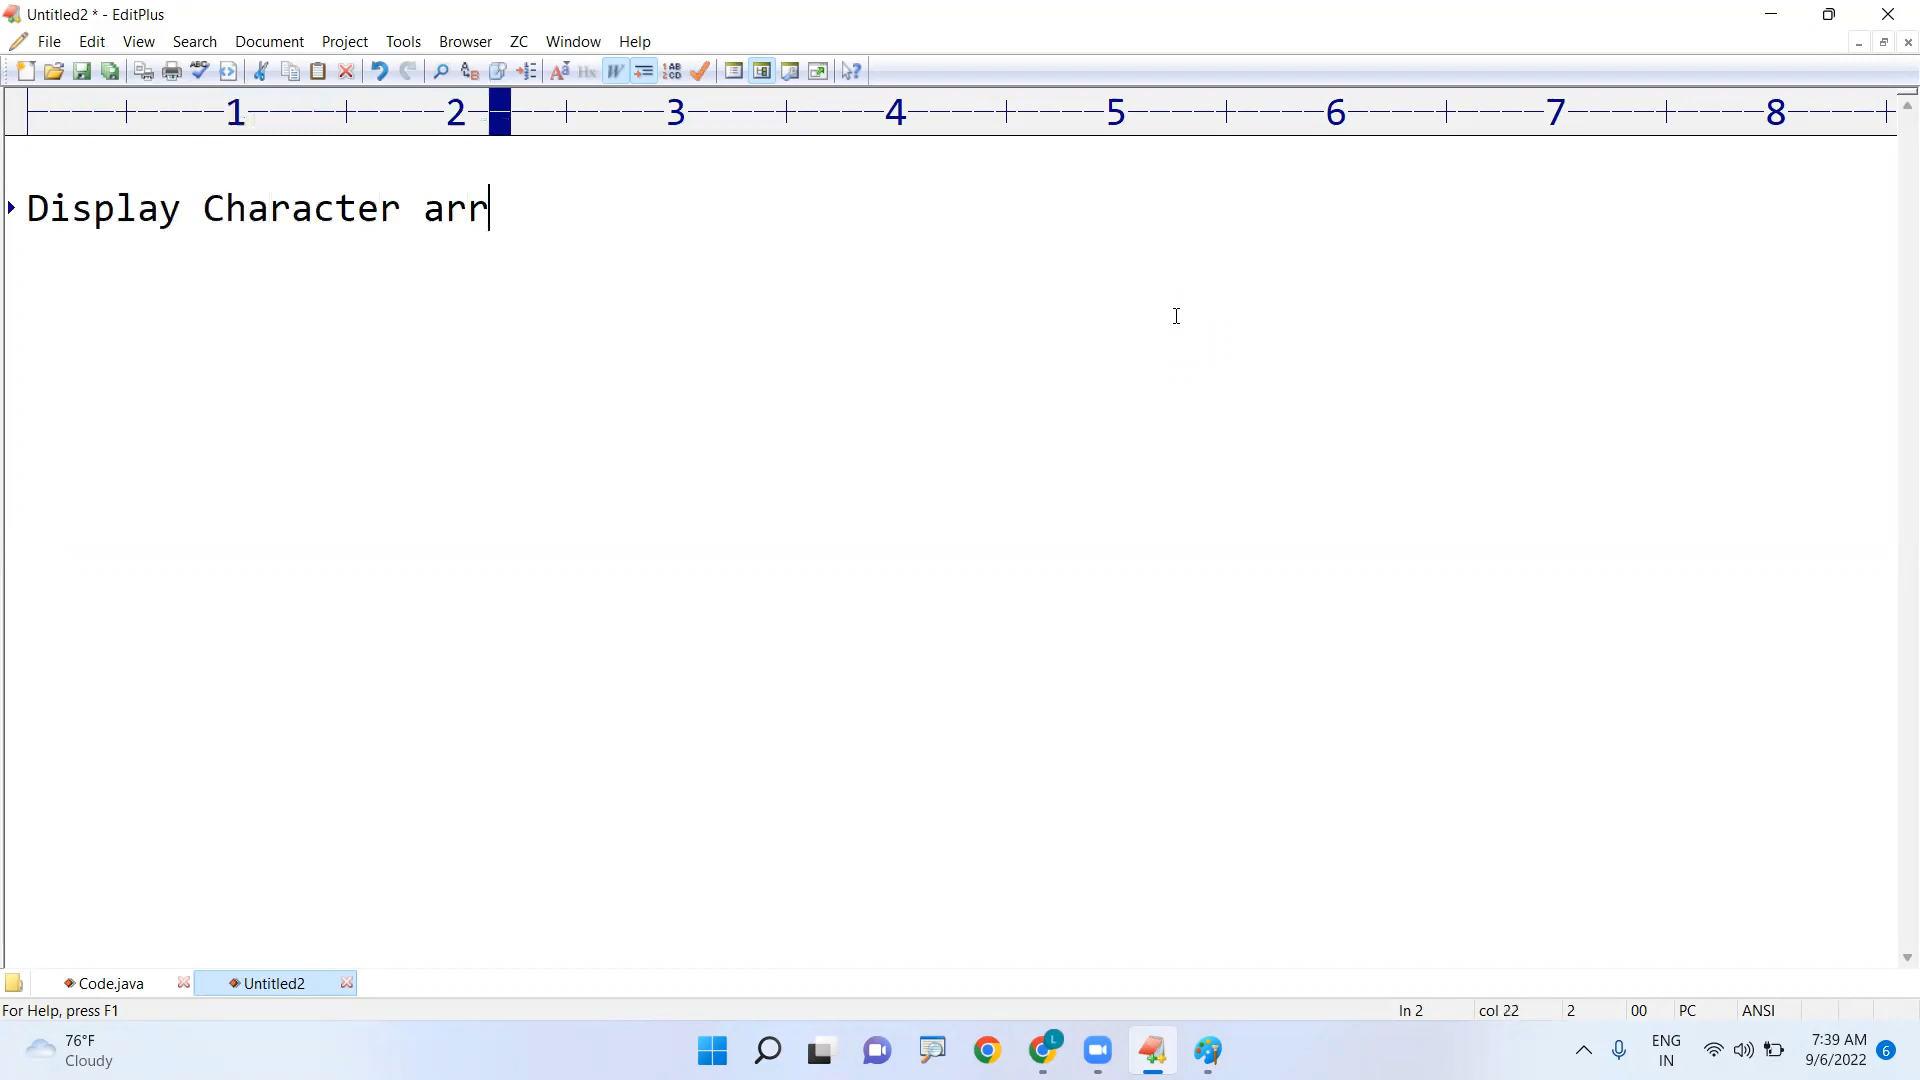 Untitled2 * - EditPlus
File Edit View Search Document Project Tools Browser ZC Window Help
1 2 3 4 5 6 7 8
Display Character arr
Code.java Untitled2
For Help, press F1 ln 2 col 22 2 00 PC ANSI
76°F
Cloudy
ENG
IN
7:39 AM
9/6/2022
6